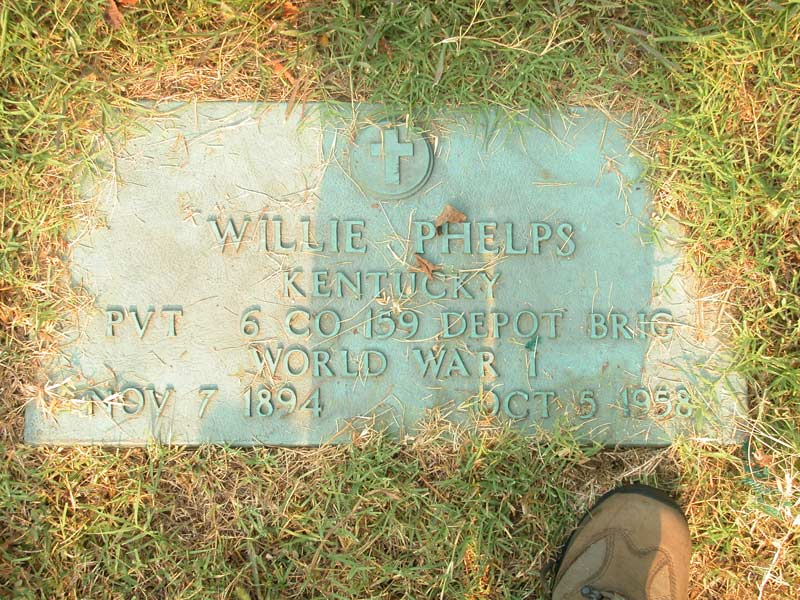 WILLIE PHELPS
KENTUCKY
PVT 6 CO 159 DEPOT BRIG
WORLD WAR I
NOV 7 1894 OCT 5 1958